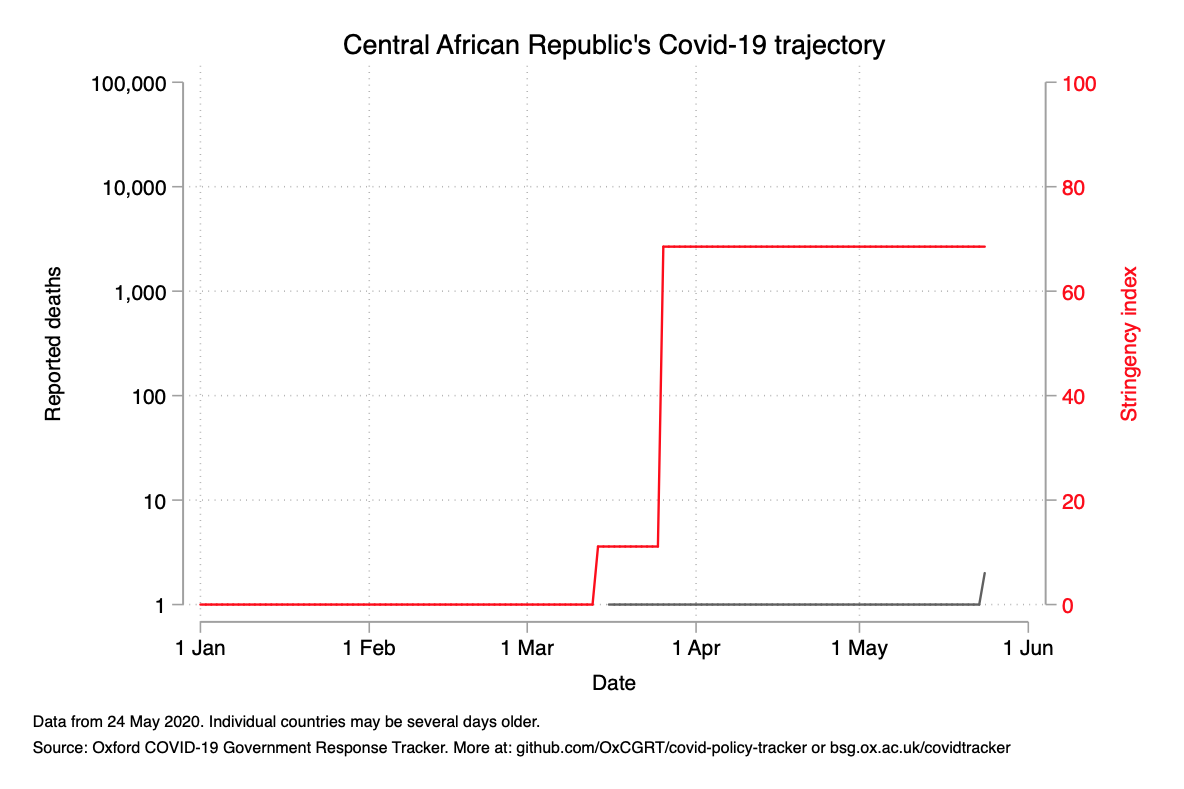 Central African Republic's Covid-19 trajectory
100,000
10,000
1,000
100
10
1
Reported deaths
100
80
60
40
20
0
Stringency index
1 Jan
1 Feb
1 Mar
1 Apr
1 May
1 Jun
Date
Data from 24 May 2020. Individual countries may be several days older.
Source: Oxford COVID-19 Government Response Tracker. More at: github.com/OxCGRT/covid-policy-tracker or bsg.ox.ac.uk/covidtracker